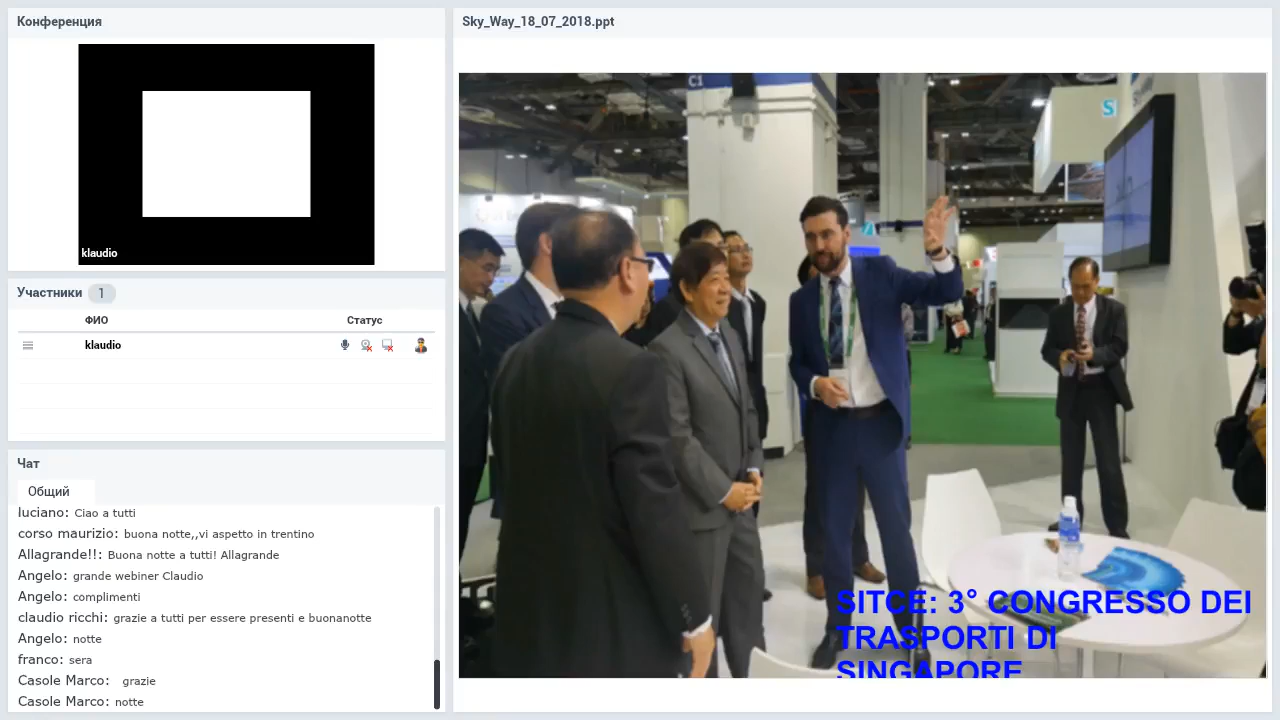 Конференция
klaudio
Участники 1
ФИО Статус
klaudio
Чат
Общий
luciano: Ciao a tutti
corso maurizio: buona notte,,vi aspetto in trentino
Allagrande!!: Buona notte a tutti! Allagrande
Angelo: grande webiner Claudio
Angelo: complimenti
claudio ricchi: grazie a tutti per essere presenti e buonanotte
Angelo: notte
franco: sera
Casole Marco: grazie
Casole Marco: notte
Sky_Way_18_07_2018.ppt
C1
S
SITCE: 3° CONGRESSO DEI
TRASPORTI DI
SINGAPORE